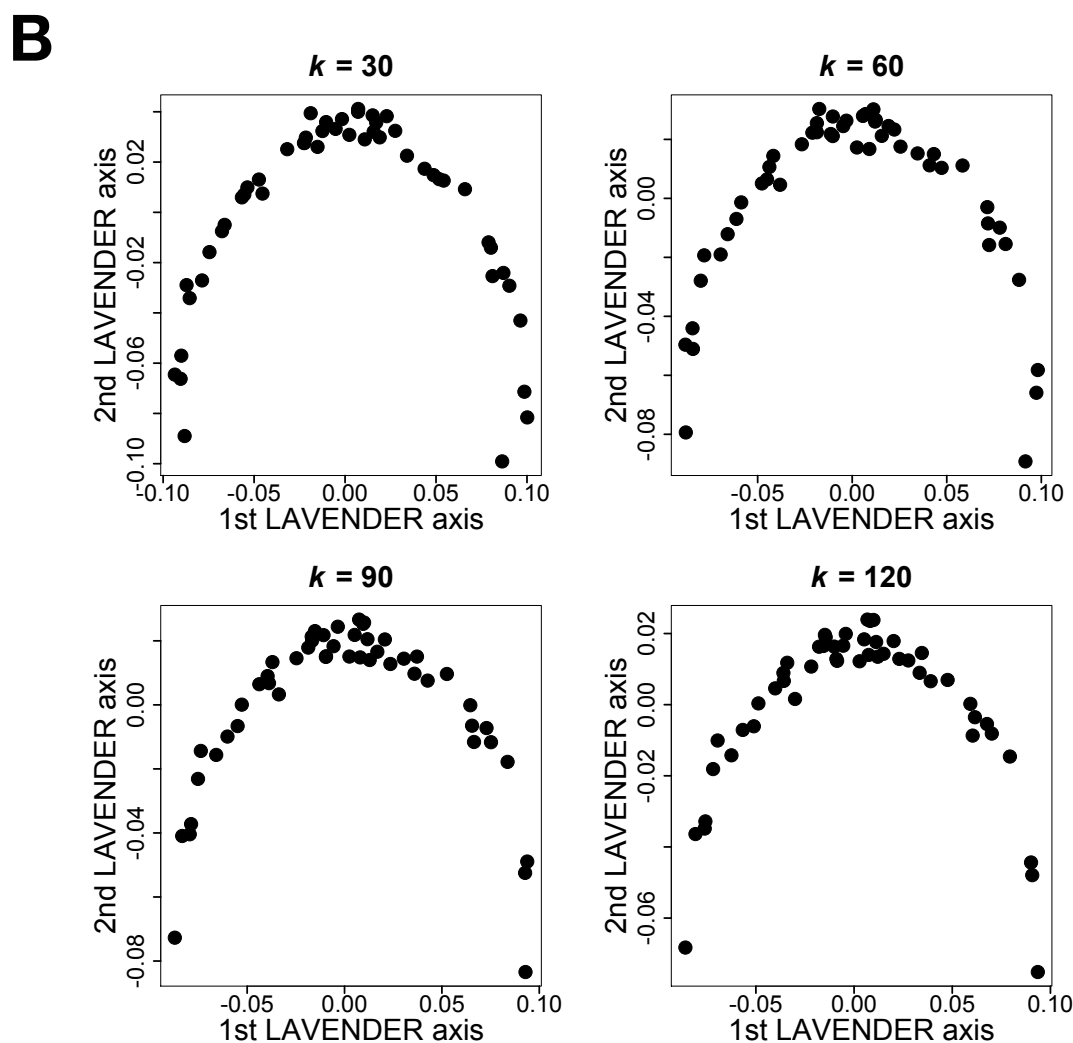 B
k = 30
k = 60
2nd LAVENDER axis
-0.10 -0.06 -0.02 0.02
-0.10 -0.05 0.00 0.05 0.10
1st LAVENDER axis
2nd LAVENDER axis
-0.08 -0.04 0.00
-0.05 0.00 0.05 0.10
1st LAVENDER axis
k = 90
k = 120
2nd LAVENDER axis
-0.08 -0.04 0.00
-0.05 0.00 0.05 0.10
1st LAVENDER axis
2nd LAVENDER axis
-0.06 -0.02 0.00 0.02
-0.05 0.00 0.05 0.10
1st LAVENDER axis